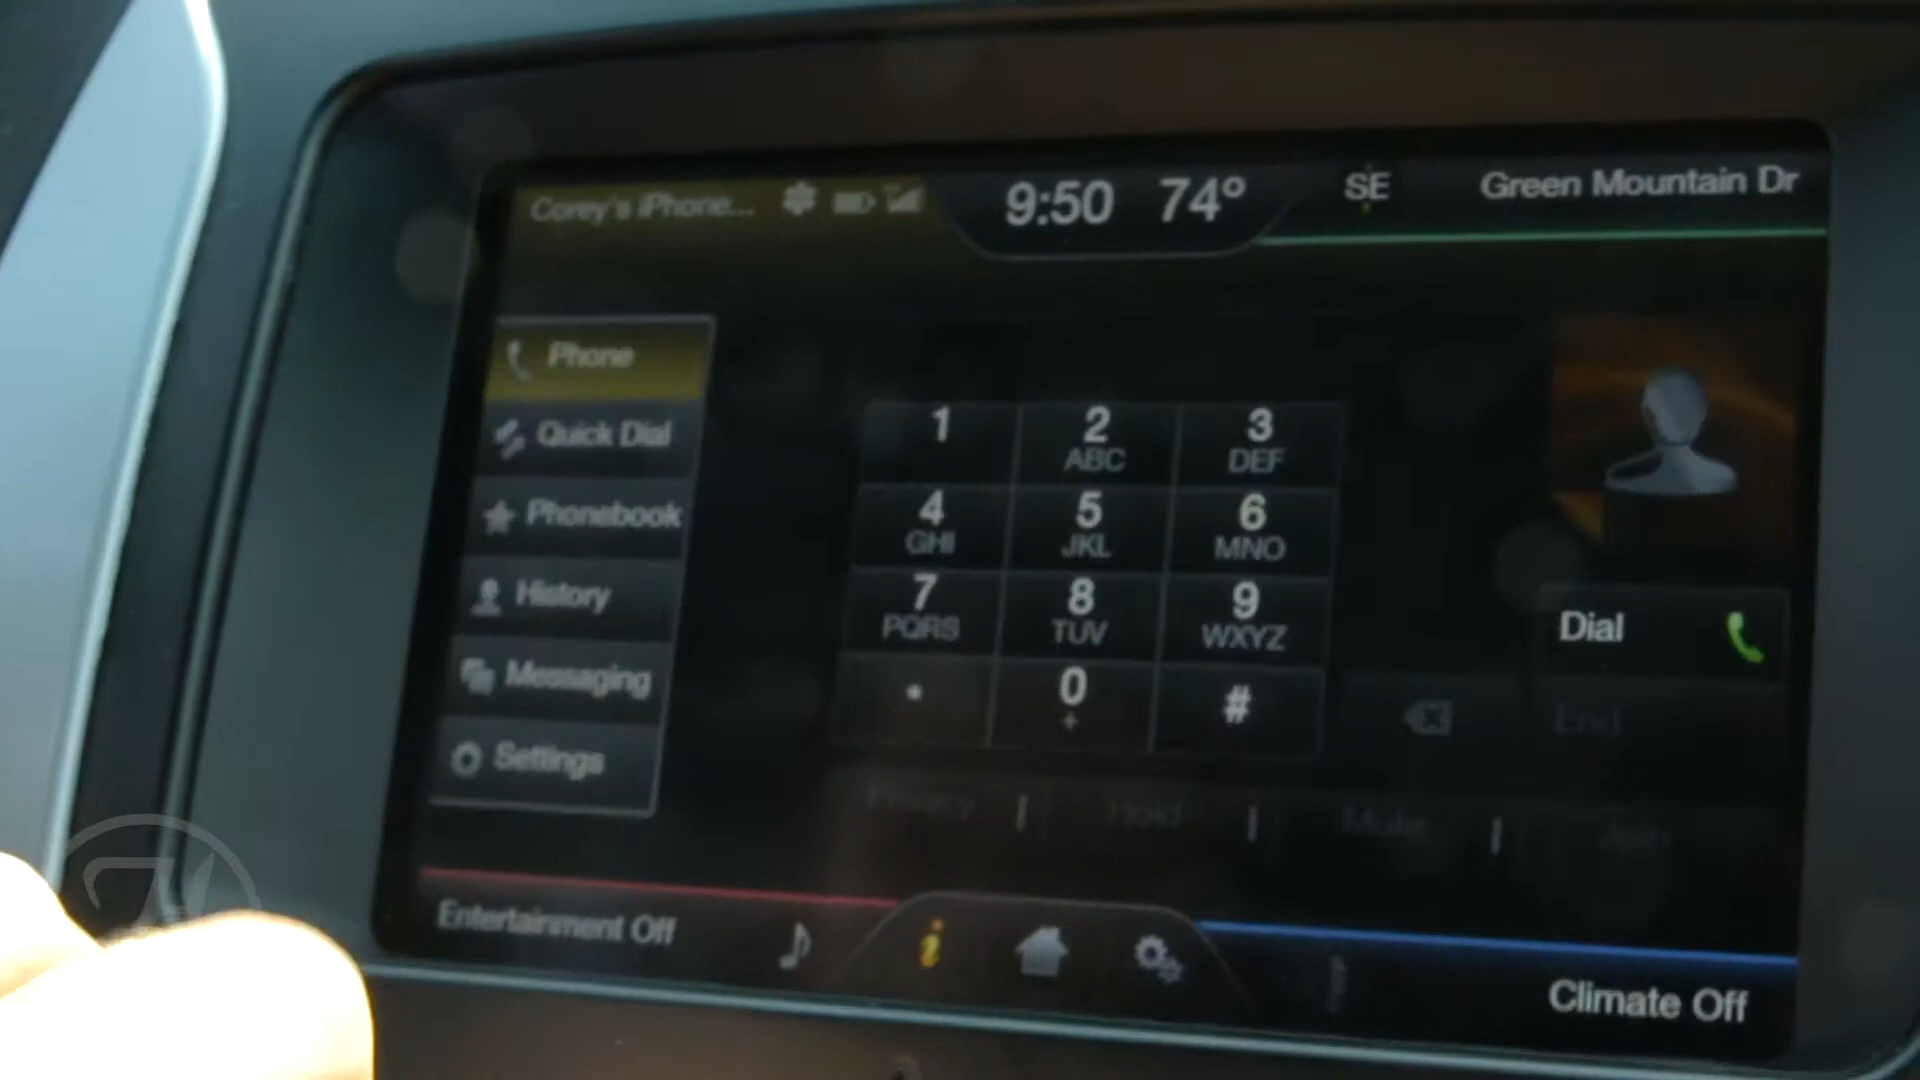 Corey's iPhone...
9:50 74° SE Green Mountain Dr
Phone
Quick Dial
Phonebook
History
Messaging
Settings
1
2 ABC
3 DEF
4 GHI
5 JKL
6 MNO
7 PQRS
8 TUV
9 WXYZ
*
0 +
#
Dial
End
Privacy
Hold
Mute
Join
Entertainment Off
i
Climate Off